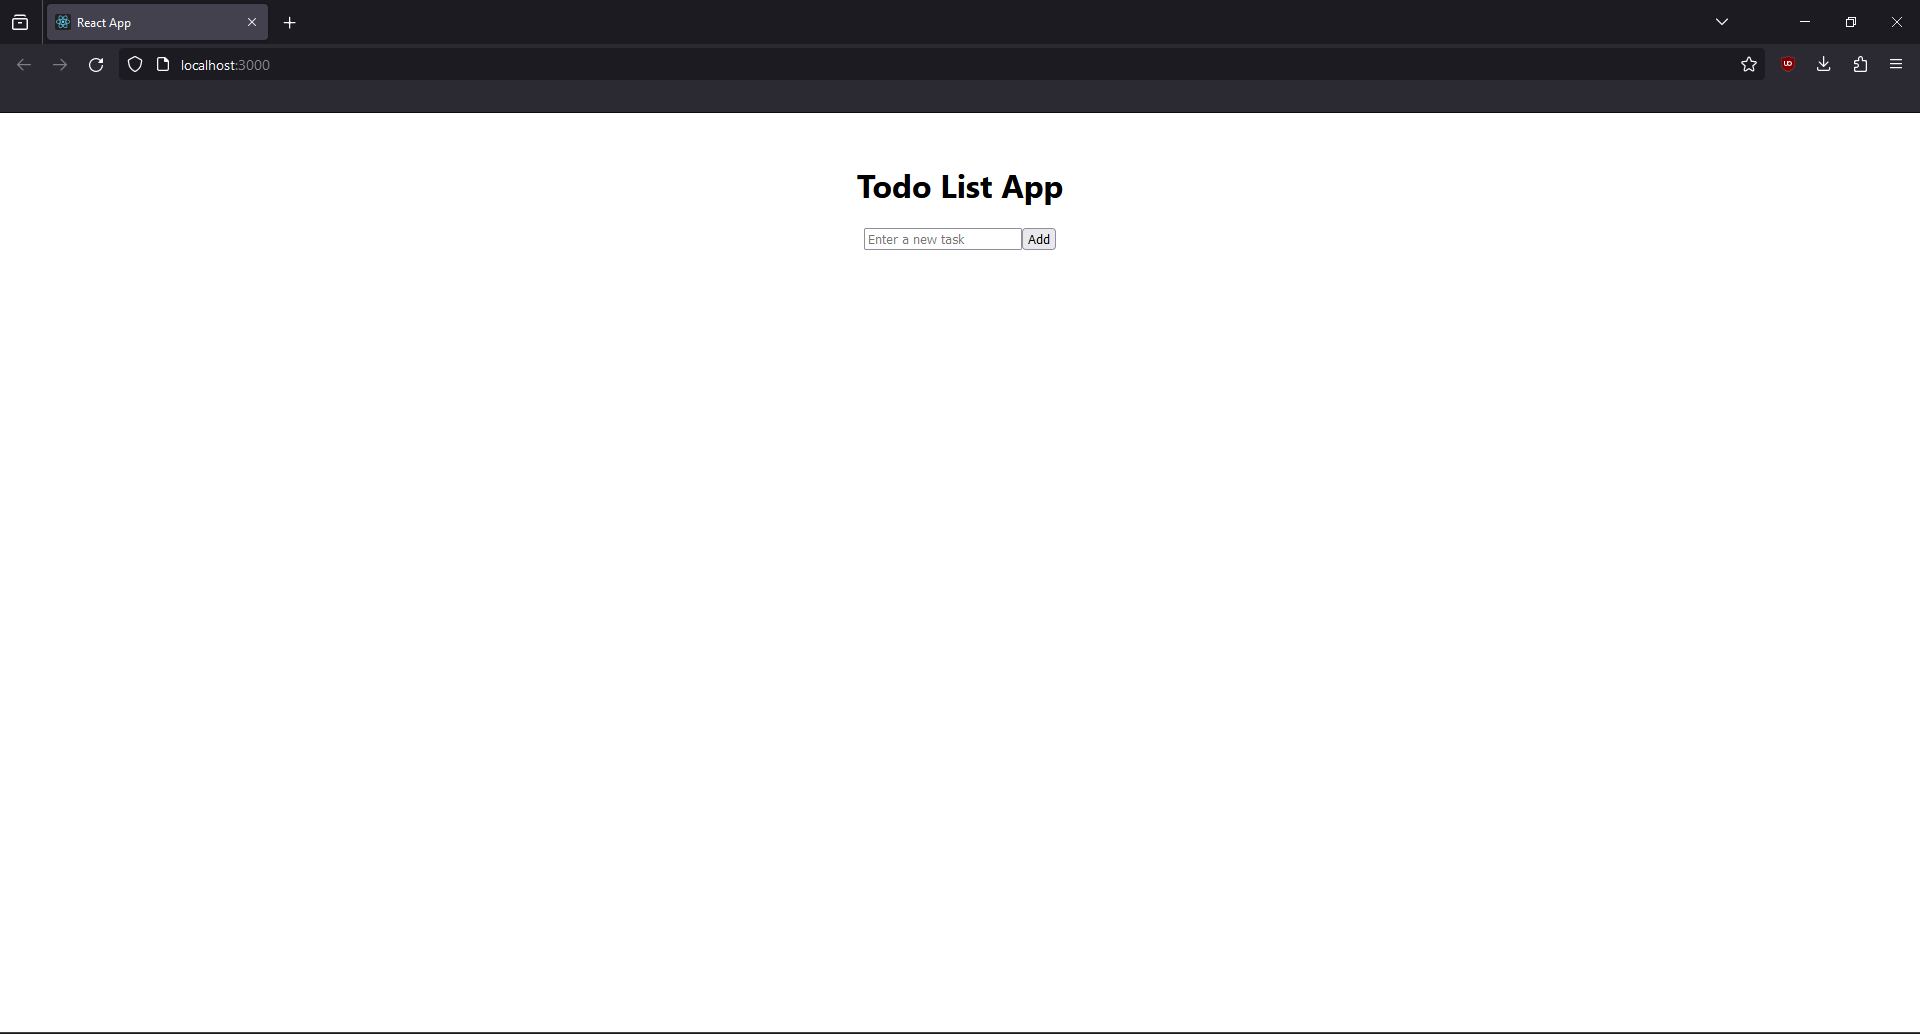 React App
localhost:3000
Todo List App
Enter a new task Add